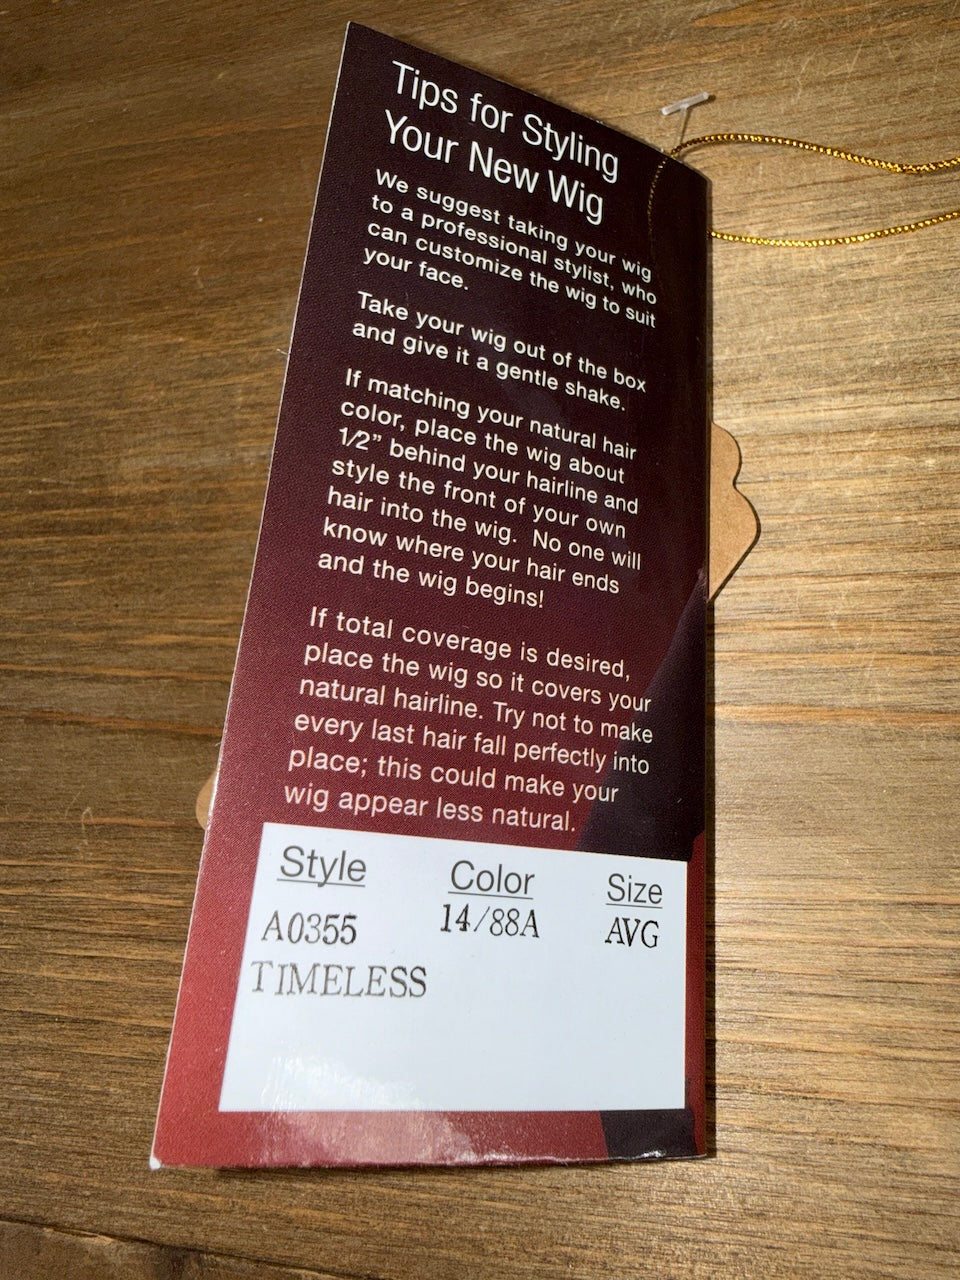 Tips for Styling
Your New Wig
We suggest taking your wig
to a professional stylist, who
can customize the wig to suit
your face.
Take your wig out of the box
and give it a gentle shake.
If matching your natural hair
color, place the wig about
1/2” behind your hairline and
style the front of your own
hair into the wig. No one will
know where your hair ends
and the wig begins!
If total coverage is desired,
place the wig so it covers your
natural hairline. Try not to make
every last hair fall perfectly into
place; this could make your
wig appear less natural.
Style Color Size
A0355 14/88A AVG
TIMELESS